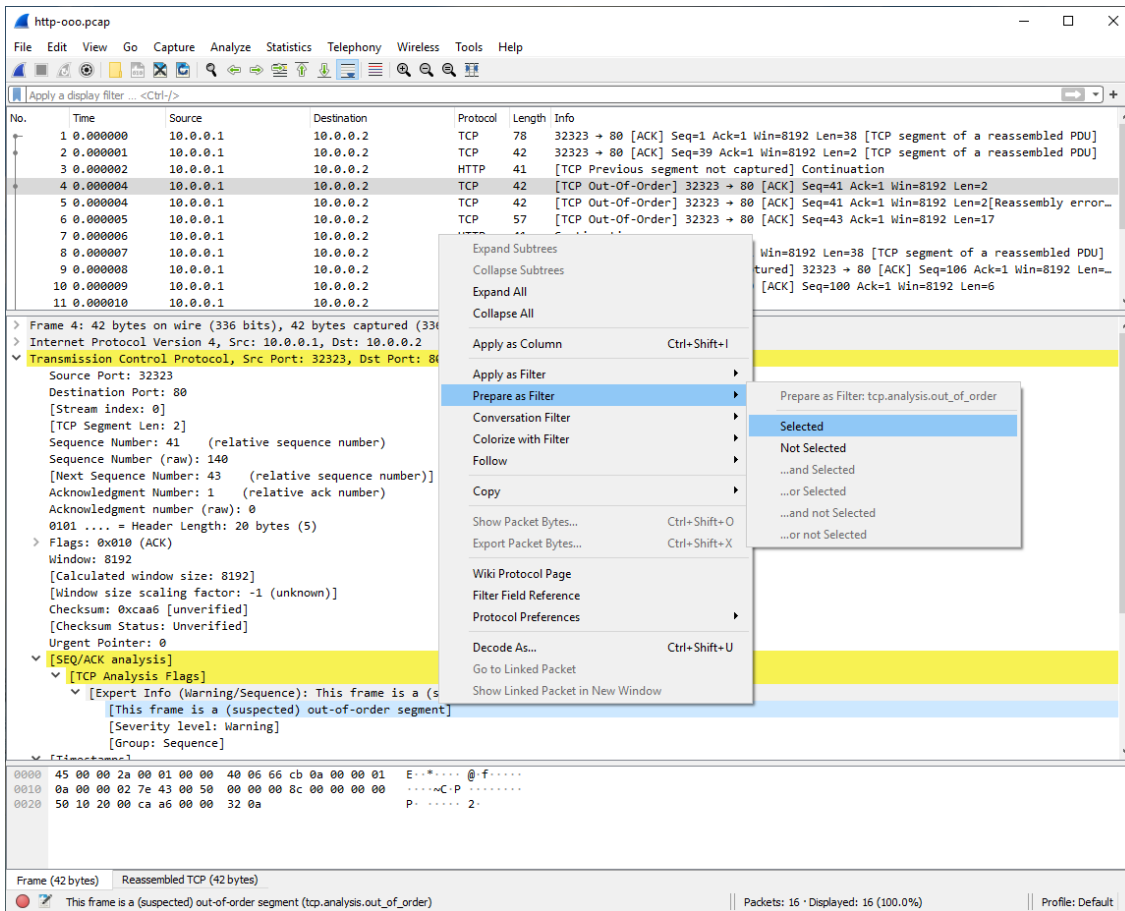 http-ooo.pcap
File Edit View Go Capture Analyze Statistics Telephony Wireless Tools Help
Apply a display filter ... <Ctrl-/>
No. Time Source Destination Protocol Length Info
1 0.000000 10.0.0.1 10.0.0.2 TCP 78 32323 → 80 [ACK] Seq=1 Ack=1 Win=8192 Len=38 [TCP segment of a reassembled PDU]
2 0.000001 10.0.0.1 10.0.0.2 TCP 42 32323 → 80 [ACK] Seq=39 Ack=1 Win=8192 Len=2 [TCP segment of a reassembled PDU]
3 0.000002 10.0.0.1 10.0.0.2 HTTP 41 [TCP Previous segment not captured] Continuation
4 0.000004 10.0.0.1 10.0.0.2 TCP 42 [TCP Out-Of-Order] 32323 → 80 [ACK] Seq=41 Ack=1 Win=8192 Len=2
5 0.000004 10.0.0.1 10.0.0.2 TCP 42 [TCP Out-Of-Order] 32323 → 80 [ACK] Seq=41 Ack=1 Win=8192 Len=2[Reassembly error…
6 0.000005 10.0.0.1 10.0.0.2 TCP 57 [TCP Out-Of-Order] 32323 → 80 [ACK] Seq=43 Ack=1 Win=8192 Len=17
7 0.000006 10.0.0.1 10.0.0.2
8 0.000007 10.0.0.1 10.0.0.2 Win=8192 Len=38 [TCP segment of a reassembled PDU]
9 0.000008 10.0.0.1 10.0.0.2 tured] 32323 → 80 [ACK] Seq=106 Ack=1 Win=8192 Len=…
10 0.000009 10.0.0.1 10.0.0.2 [ACK] Seq=100 Ack=1 Win=8192 Len=6
11 0.000010 10.0.0.1 10.0.0.2
Frame 4: 42 bytes on wire (336 bits), 42 bytes captured (336
Internet Protocol Version 4, Src: 10.0.0.1, Dst: 10.0.0.2
Transmission Control Protocol, Src Port: 32323, Dst Port: 80
Source Port: 32323
Destination Port: 80
[Stream index: 0]
[TCP Segment Len: 2]
Sequence Number: 41 (relative sequence number)
Sequence Number (raw): 140
[Next Sequence Number: 43 (relative sequence number)]
Acknowledgment Number: 1 (relative ack number)
Acknowledgment number (raw): 0
0101 .... = Header Length: 20 bytes (5)
Flags: 0x010 (ACK)
Window: 8192
[Calculated window size: 8192]
[Window size scaling factor: -1 (unknown)]
Checksum: 0xcaa6 [unverified]
[Checksum Status: Unverified]
Urgent Pointer: 0
[SEQ/ACK analysis]
[TCP Analysis Flags]
[Expert Info (Warning/Sequence): This frame is a (s
[This frame is a (suspected) out-of-order segment]
[Severity level: Warning]
[Group: Sequence]
[Timestamps]
Expand Subtrees
Collapse Subtrees
Expand All
Collapse All
Apply as Column Ctrl+Shift+I
Apply as Filter
Prepare as Filter
Conversation Filter
Colorize with Filter
Follow
Copy
Show Packet Bytes... Ctrl+Shift+O
Export Packet Bytes... Ctrl+Shift+X
Wiki Protocol Page
Filter Field Reference
Protocol Preferences
Decode As... Ctrl+Shift+U
Go to Linked Packet
Show Linked Packet in New Window
Prepare as Filter: tcp.analysis.out_of_order
Selected
Not Selected
...and Selected
...or Selected
...and not Selected
...or not Selected
0000 45 00 00 2a 00 01 00 00 40 06 66 cb 0a 00 00 01 E··*···· @·f·····
0010 0a 00 00 02 7e 43 00 50 00 00 00 8c 00 00 00 00 ····~C·P ········
0020 50 10 20 00 ca a6 00 00 32 0a P· ····· 2·
Frame (42 bytes) Reassembled TCP (42 bytes)
This frame is a (suspected) out-of-order segment (tcp.analysis.out_of_order) Packets: 16 · Displayed: 16 (100.0%) Profile: Default